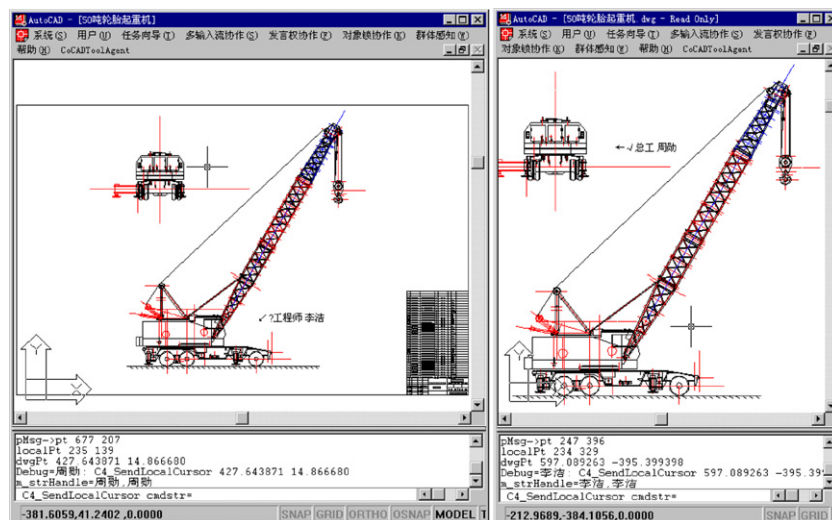 AutoCAD - [50吨轮胎起重机]
系统(S) 用户(U) 任务向导(T) 多输入流协作(S) 发言权协作(F) 对象锁协作(R) 群体感知(V)
帮助(H) CoCADToolAgent
↙?工程师 李洁
Y
X
pMsg->pt 677 207
localPt 235 139
dwgPt 427.643871 14.866680
Debug=周勋: C4_SendLocalCursor 427.643871 14.866680
m_strHandle=周勋,周勋
C4_SendLocalCursor cmdstr=
-381.6059,41.2402 ,0.0000 SNAP GRID ORTHO OSNAP MODEL T
AutoCAD - [50吨轮胎起重机.dwg - Read Only]
系统(S) 用户(U) 任务向导(T) 多输入流协作(S) 发言权协作(F)
对象锁协作(R) 群体感知(V) 帮助(H) CoCADToolAgent
←√总工 周勋
Y
pMsg->pt 247 396
localPt 234 329
dwgPt 597.089263 -395.399398
Debug=李洁: C4_SendLocalCursor 597.089263 -395.39
m_strHandle=李洁,李洁
C4_SendLocalCursor cmdstr=
-212.9689,-384.1056,0.0000 SNAP GRID